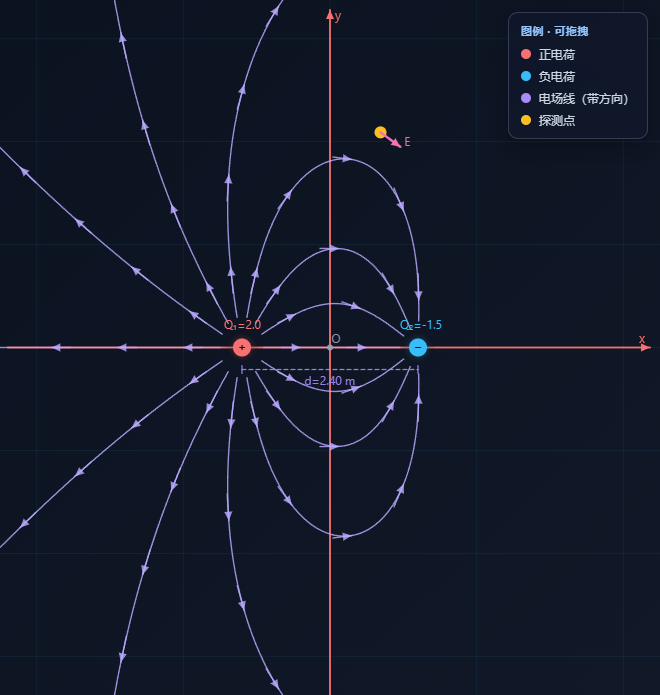 y
图例 · 可拖拽
正电荷
负电荷
电场线（带方向）
探测点
E
Q₁=2.0
Q₂=-1.5
O
x
+
−
d=2.40 m